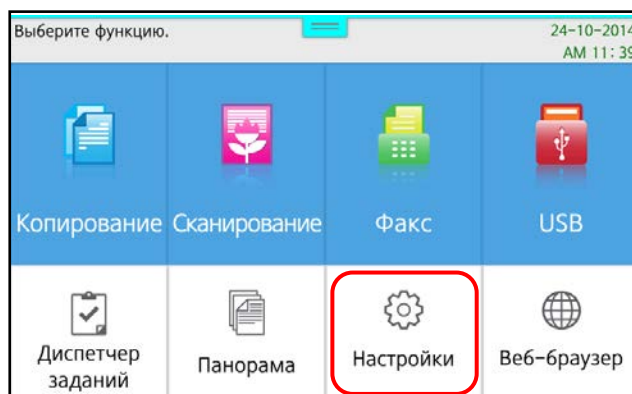 Выберите функцию.
24-10-2014
AM 11:39
Копирование
Сканирование
Факс
USB
Диспетчер
заданий
Панорама
Настройки
Веб-браузер